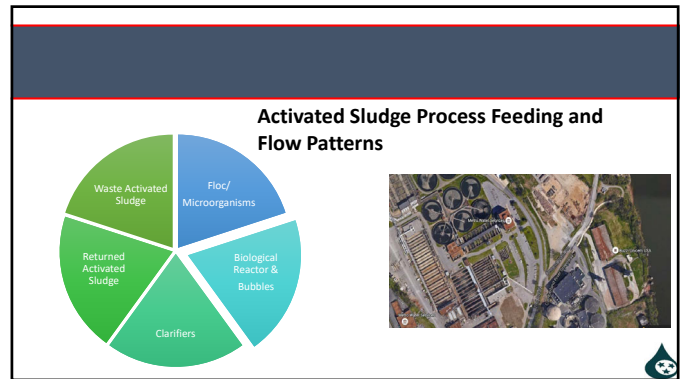 Activated Sludge Process Feeding and
Flow Patterns
Waste Activated
Sludge
Floc/
Microorganisms
Returned
Activated
Sludge
Biological
Reactor &
Bubbles
Clarifiers